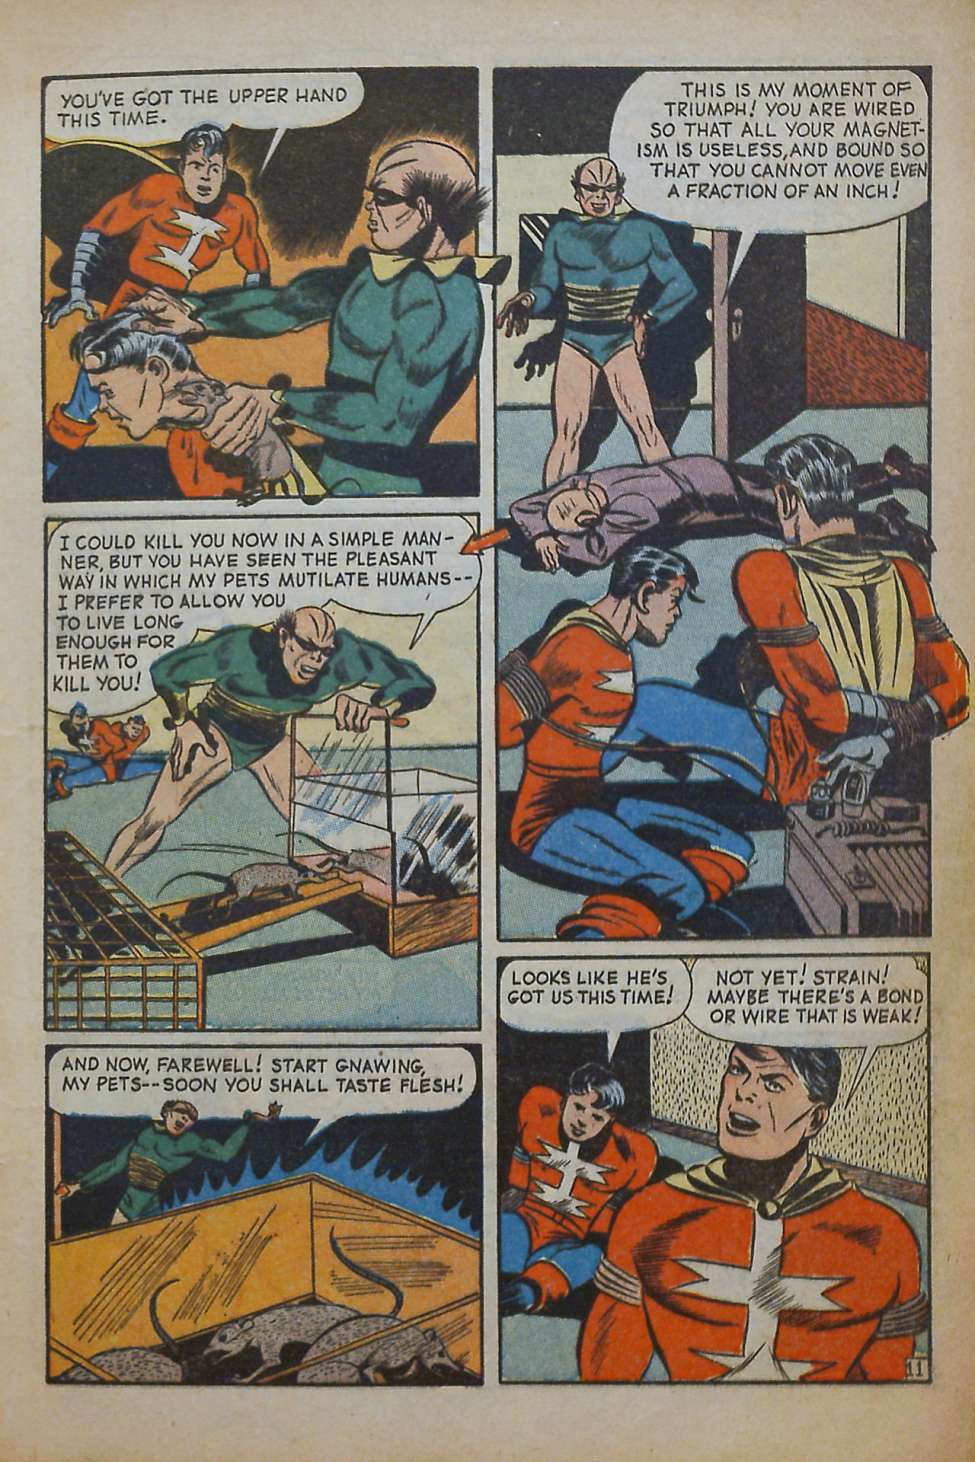 YOU'VE GOT THE UPPER HAND
THIS TIME.
THIS IS MY MOMENT OF
TRIUMPH! YOU ARE WIRED
SO THAT ALL YOUR MAGNET-
ISM IS USELESS, AND BOUND SO
THAT YOU CANNOT MOVE EVEN
A FRACTION OF AN INCH!
I COULD KILL YOU NOW IN A SIMPLE MAN-
NER, BUT YOU HAVE SEEN THE PLEASANT
WAY IN WHICH MY PETS MUTILATE HUMANS--
I PREFER TO ALLOW YOU
TO LIVE LONG
ENOUGH FOR
THEM TO
KILL YOU!
AND NOW, FAREWELL! START GNAWING,
MY PETS--SOON YOU SHALL TASTE FLESH!
LOOKS LIKE HE'S
GOT US THIS TIME!
NOT YET! STRAIN!
MAYBE THERE'S A BOND
OR WIRE THAT IS WEAK!
11